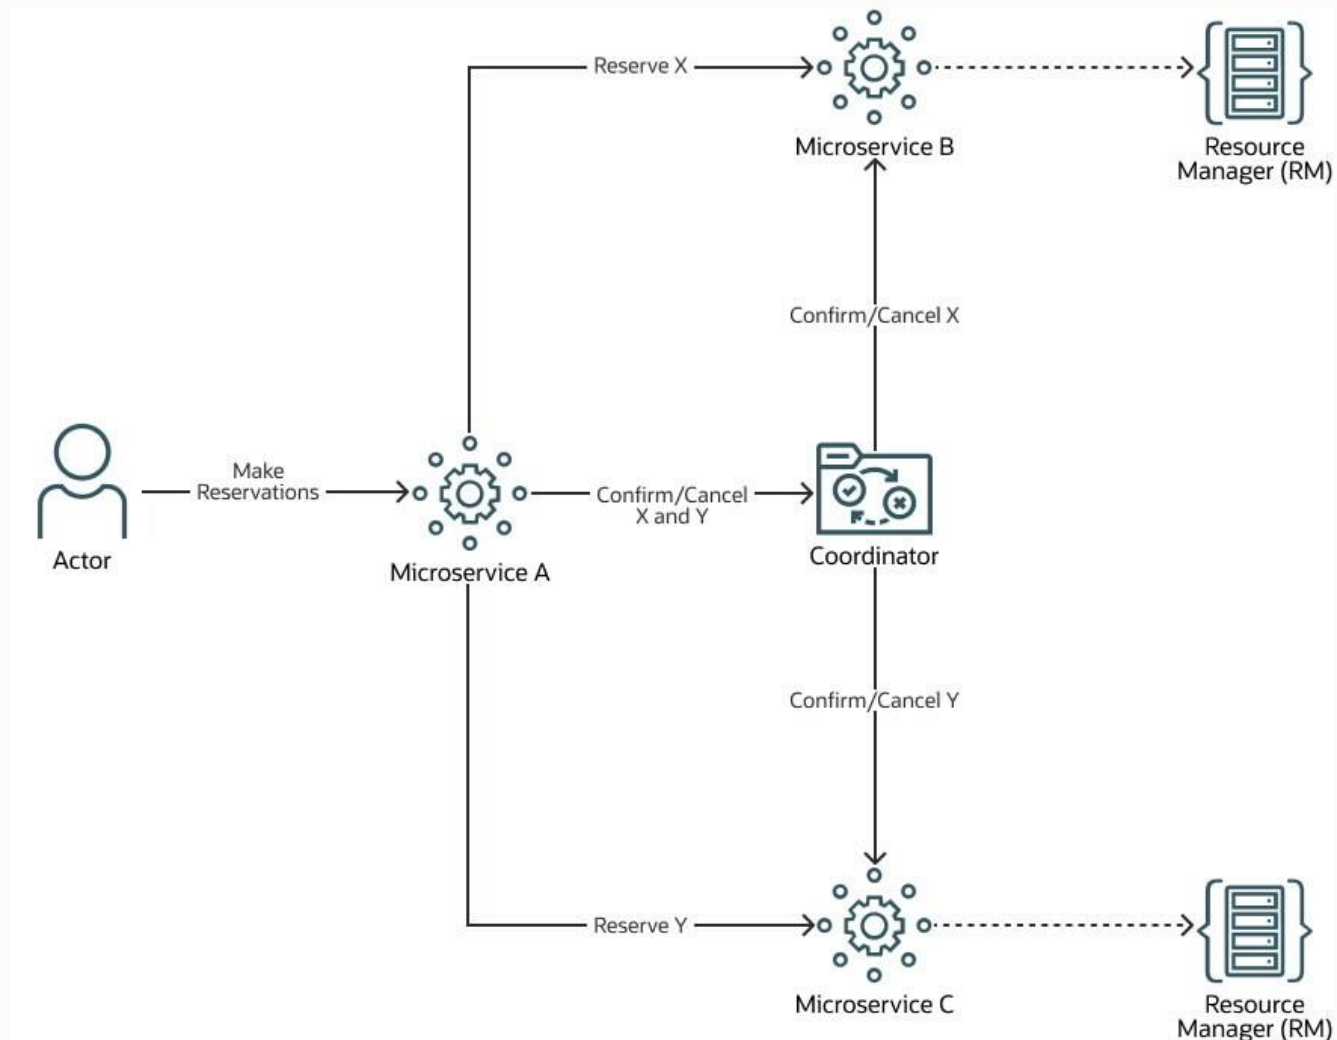 Reserve X
Microservice B
Resource
Manager (RM)
Confirm/Cancel X
Make
Reservations
Confirm/Cancel
X and Y
Actor
Microservice A
Coordinator
Confirm/Cancel Y
Reserve Y
Microservice C
Resource
Manager (RM)